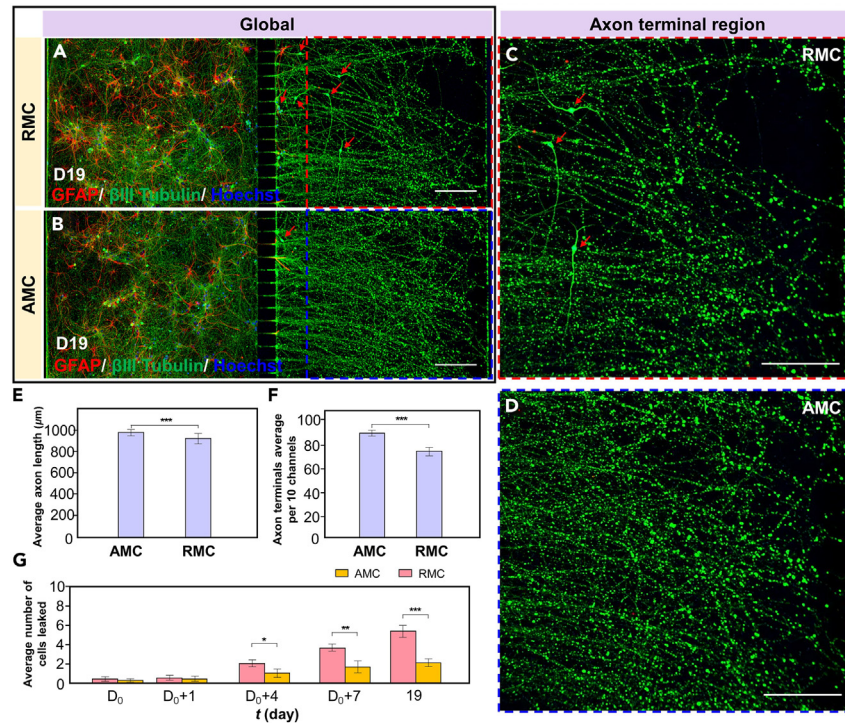 Global
Axon terminal region
RMC
A
D19
GFAP/ βIII Tubulin/ Hoechst
C
RMC
AMC
B
D19
GFAP/ βIII Tubulin/ Hoechst
D
AMC
E
Average axon length (μm)
1000
800
600
400
200
0
***
AMC
RMC
F
Axon terminals average
per 10 channels
100
80
60
40
20
0
***
AMC
RMC
G
AMC
RMC
Average number of
cells leaked
10
8
6
4
2
0
*
**
***
D₀
D₀+1
D₀+4
D₀+7
19
t (day)